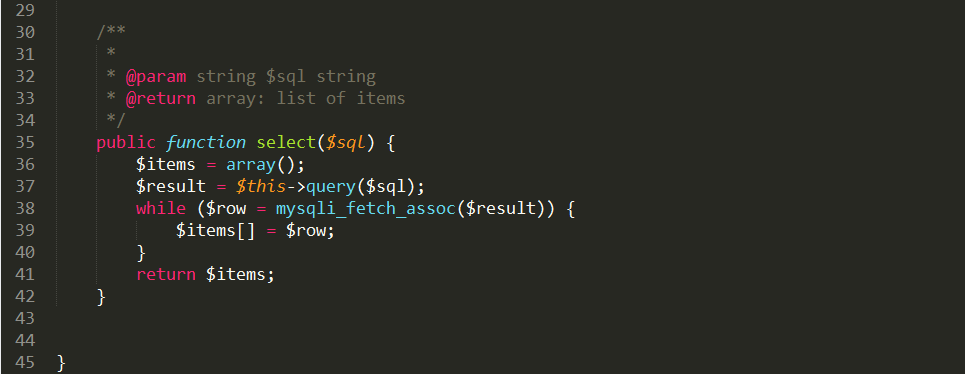 29
30     /**
31      *
32      * @param string $sql string
33      * @return array: list of items
34      */
35     public function select($sql) {
36         $items = array();
37         $result = $this->query($sql);
38         while ($row = mysqli_fetch_assoc($result)) {
39             $items[] = $row;
40         }
41         return $items;
42     }
43
44
45 }